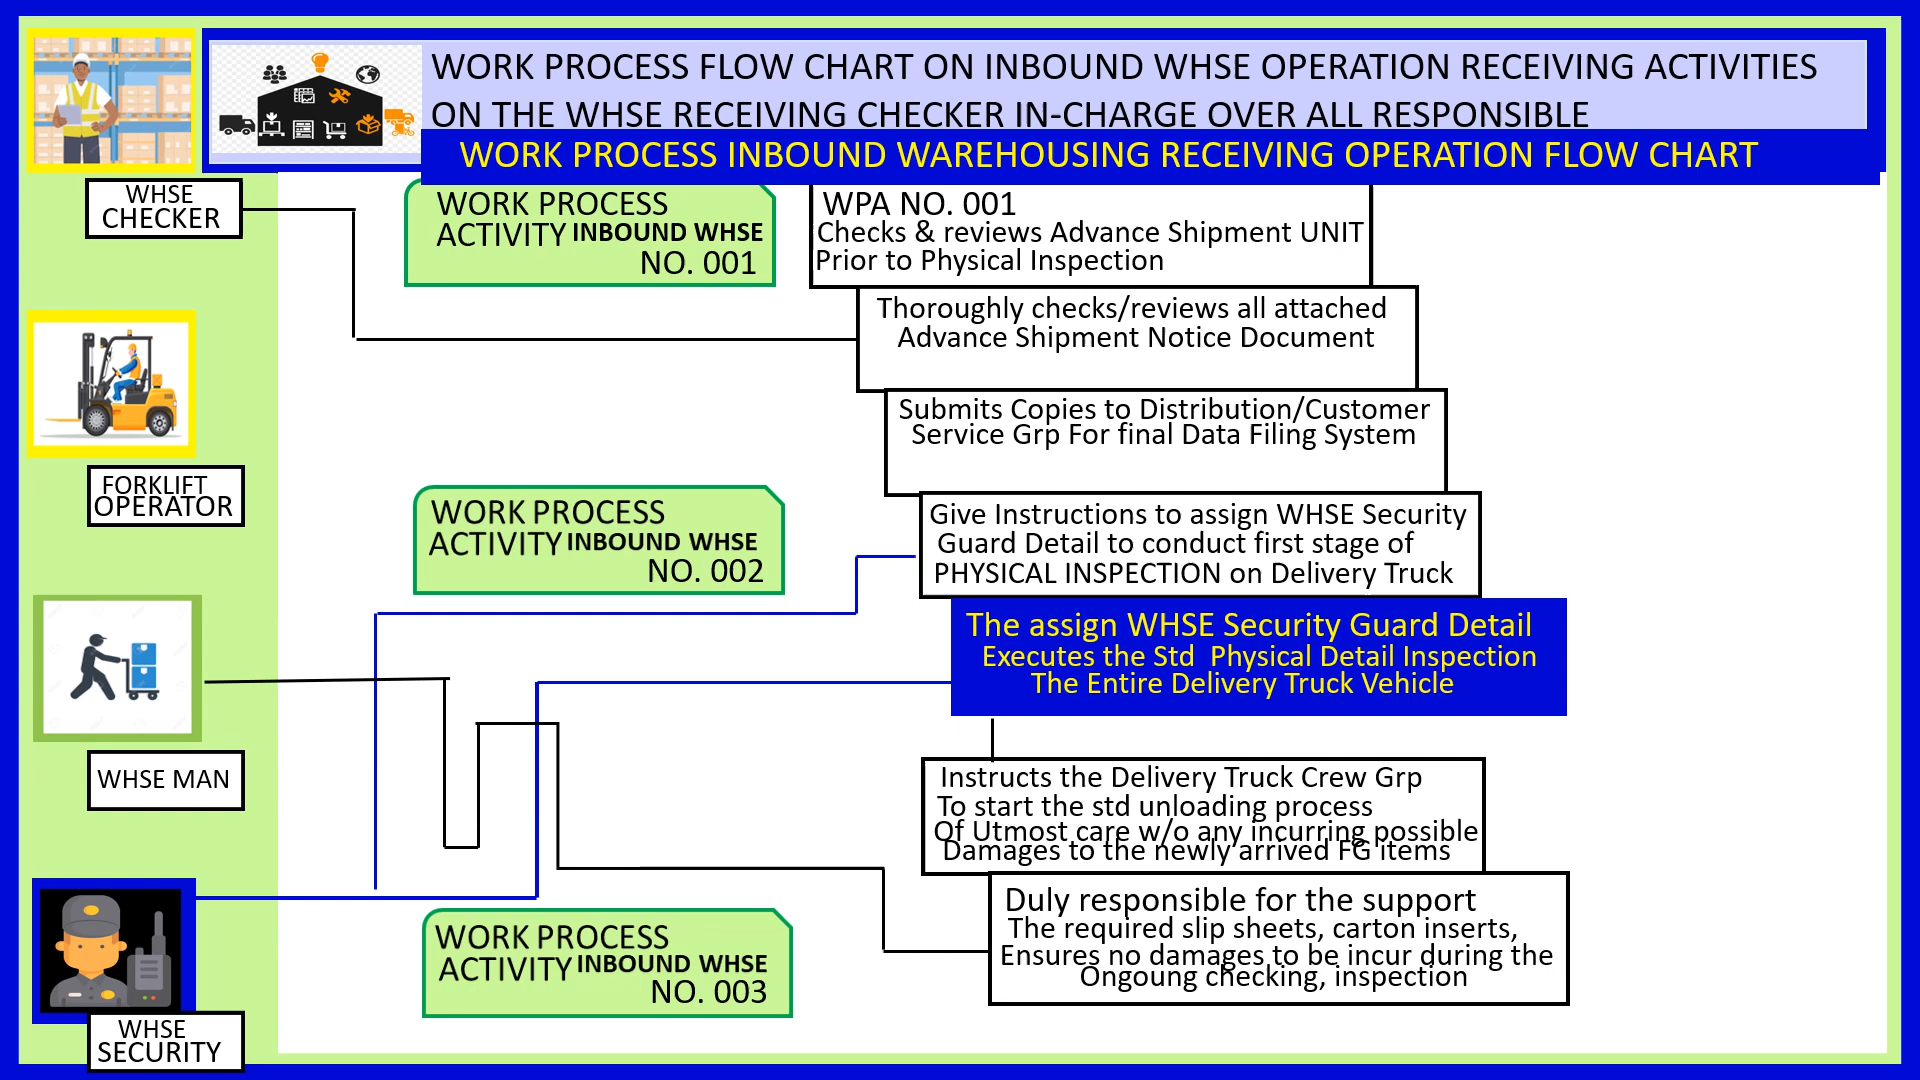 WORK PROCESS FLOW CHART ON INBOUND WHSE OPERATION RECEIVING ACTIVITIES
ON THE WHSE RECEIVING CHECKER IN-CHARGE OVER ALL RESPONSIBLE
WORK PROCESS INBOUND WAREHOUSING RECEIVING OPERATION FLOW CHART
WHSE
CHECKER
WORK PROCESS
ACTIVITY INBOUND WHSE
NO. 001
WPA NO. 001
Checks & reviews Advance Shipment UNIT
Prior to Physical Inspection
Thoroughly checks/reviews all attached
Advance Shipment Notice Document
Submits Copies to Distribution/Customer
Service Grp For final Data Filing System
FORKLIFT
OPERATOR
WORK PROCESS
ACTIVITY INBOUND WHSE
NO. 002
Give Instructions to assign WHSE Security
Guard Detail to conduct first stage of
PHYSICAL INSPECTION on Delivery Truck
The assign WHSE Security Guard Detail
Executes the Std Physical Detail Inspection
The Entire Delivery Truck Vehicle
WHSE MAN
Instructs the Delivery Truck Crew Grp
To start the std unloading process
Of Utmost care w/o any incurring possible
Damages to the newly arrived FG items
WORK PROCESS
ACTIVITY INBOUND WHSE
NO. 003
Duly responsible for the support
The required slip sheets, carton inserts,
Ensures no damages to be incur during the
Ongoung checking, inspection
WHSE
SECURITY